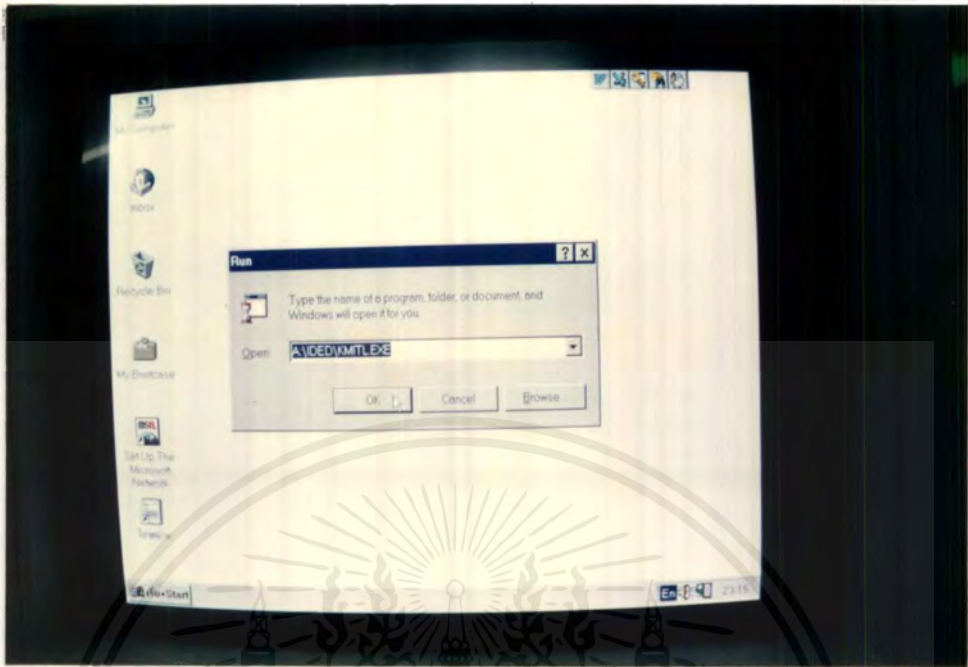 My Computer
Inbox
Recycle Bin
My Briefcase
Set Up The
Microsoft
Network
Run
Type the name of a program, folder, or document, and
Windows will open it for you.
Open:
A:\IDED\KMITL.EXE
OK
Cancel
Browse...
Start
En
23:15